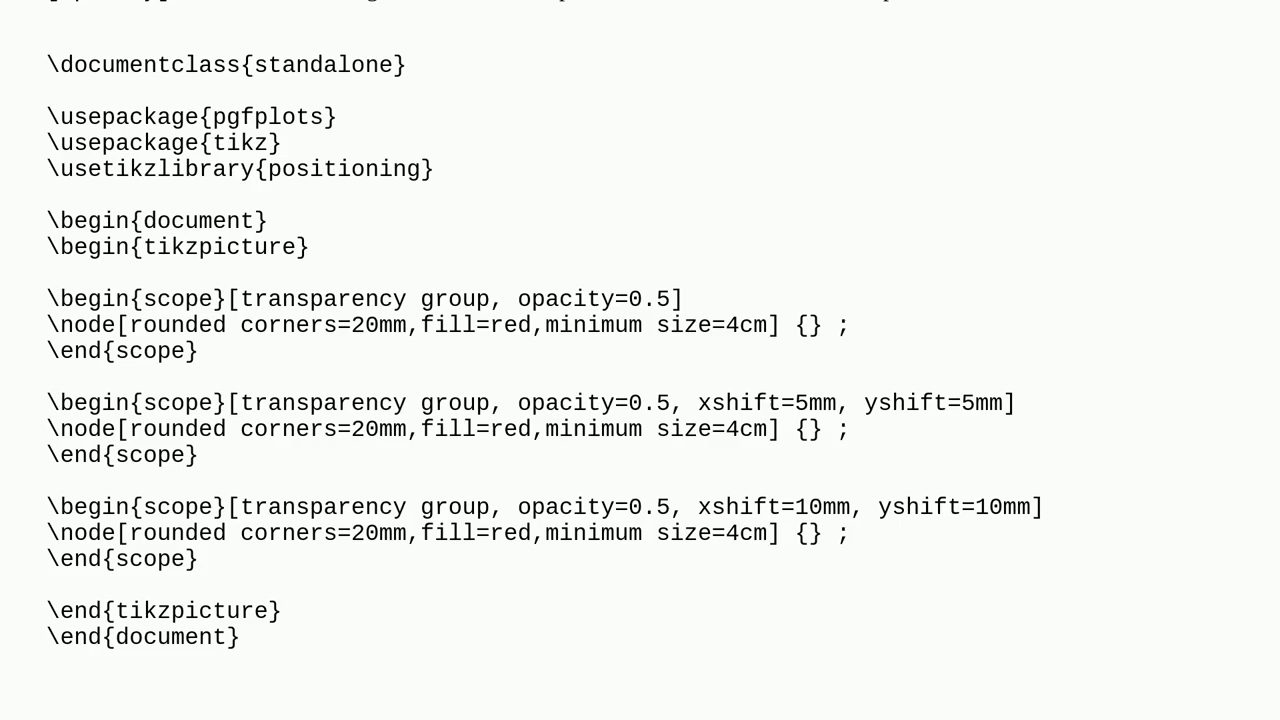 \documentclass{standalone}
\usepackage{pgfplots}
\usepackage{tikz}
\usetikzlibrary{positioning}
\begin{document}
\begin{tikzpicture}
\begin{scope}[transparency group, opacity=0.5]
\node[rounded corners=20mm,fill=red,minimum size=4cm] {} ;
\end{scope}
\begin{scope}[transparency group, opacity=0.5, xshift=5mm, yshift=5mm]
\node[rounded corners=20mm,fill=red,minimum size=4cm] {} ;
\end{scope}
\begin{scope}[transparency group, opacity=0.5, xshift=10mm, yshift=10mm]
\node[rounded corners=20mm,fill=red,minimum size=4cm] {} ;
\end{scope}
\end{tikzpicture}
\end{document}